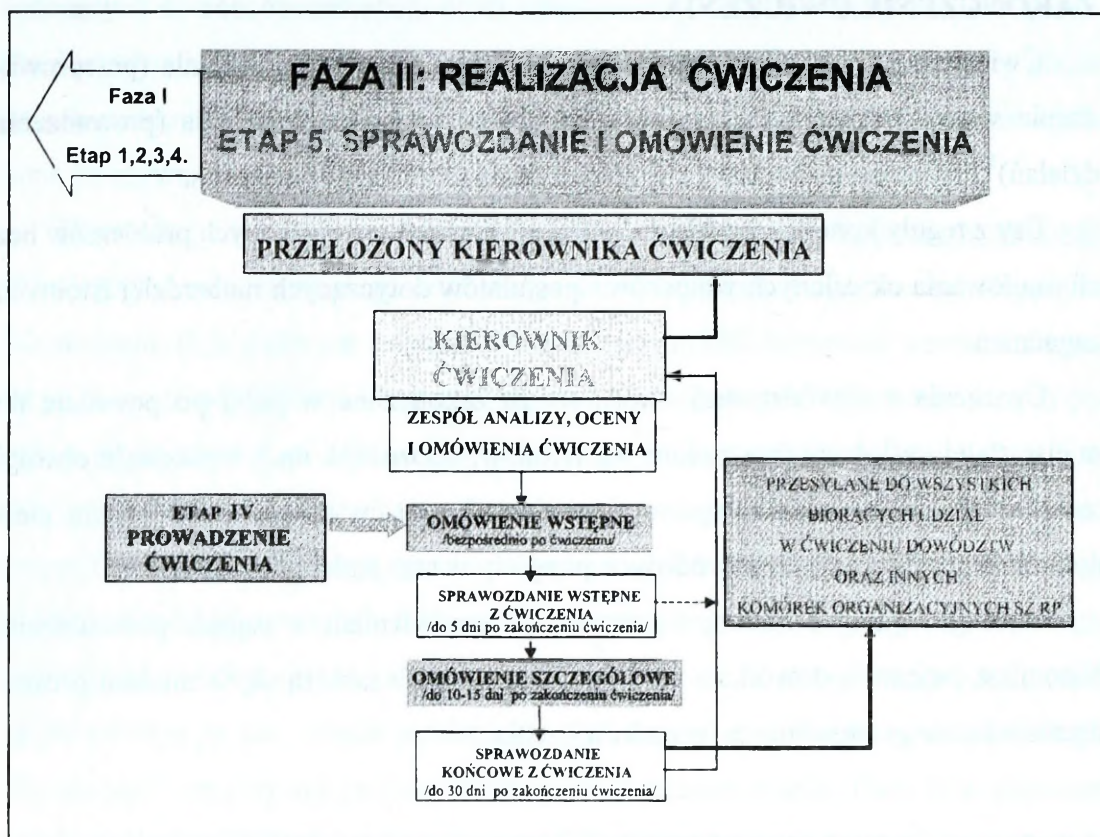 FAZA II: REALIZACJA ĆWICZENIA
Faza I
Etap 1,2,3,4.
ETAP 5. SPRAWOZDANIE I OMÓWIENIE ĆWICZENIA
PRZEŁOŻONY KIEROWNIKA ĆWICZENIA
KIEROWNIK
ĆWICZENIA
ZESPÓŁ ANALIZY, OCENY
I OMÓWIENIA ĆWICZENIA
ETAP IV
PROWADZENIE
ĆWICZENIA
OMÓWIENIE WSTĘPNE
/bezpośrednio po ćwiczeniu/
PRZESYŁANE DO WSZYSTKICH
BIORĄCYCH UDZIAŁ
W ĆWICZENIU DOWÓDZTW
ORAZ INNYCH
KOMÓREK ORGANIZACYJNYCH SZ RP
SPRAWOZDANIE WSTĘPNE
Z ĆWICZENIA
/do 5 dni po zakończeniu ćwiczenia/
OMÓWIENIE SZCZEGÓŁOWE
/do 10-15 dni po zakończeniu ćwiczenia/
SPRAWOZDANIE
KOŃCOWE Z ĆWICZENIA
/do 30 dni po zakończeniu ćwiczenia/